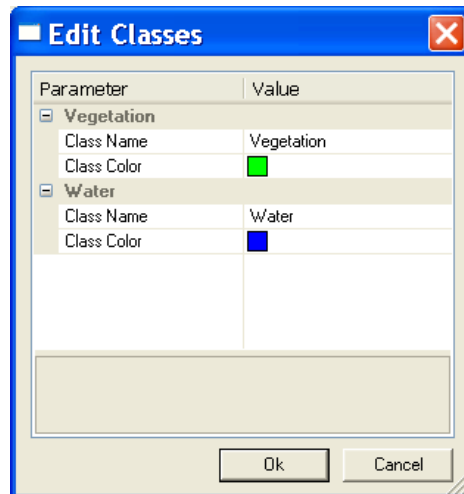 Edit Classes
Parameter Value
Vegetation
Class Name Vegetation
Class Color
Water
Class Name Water
Class Color
Ok Cancel